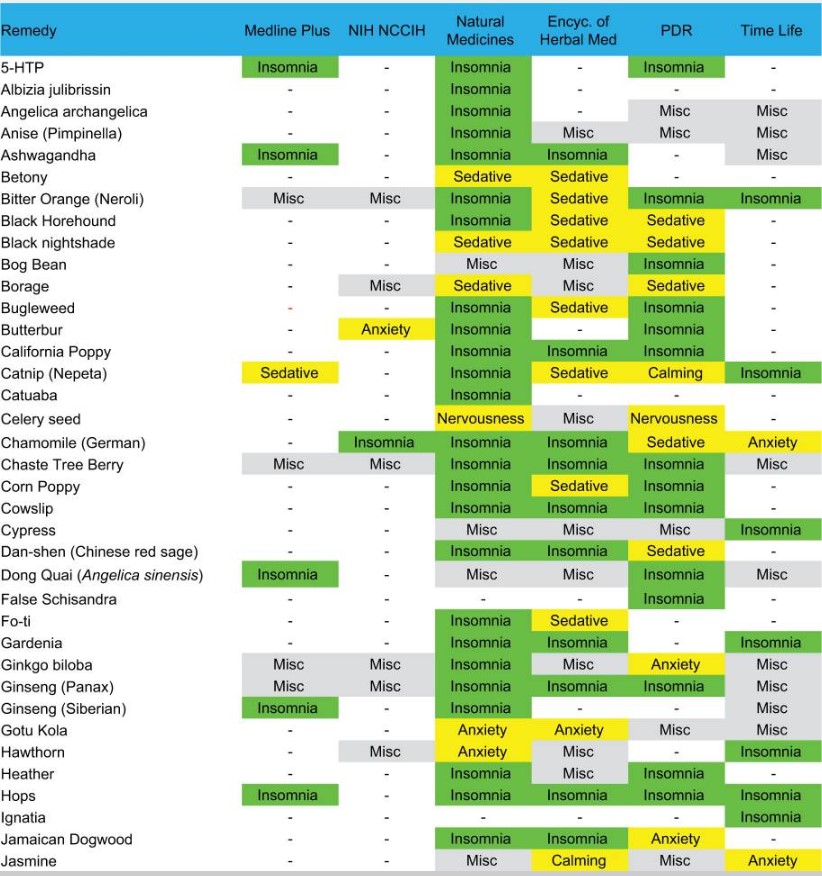 Remedy Medline Plus NIH NCCIH Natural Medicines Encyc. of Herbal Med PDR Time Life
5-HTP Insomnia - Insomnia - Insomnia -
Albizia julibrissin - - Insomnia - - -
Angelica archangelica - - Insomnia - Misc Misc
Anise (Pimpinella) - - Insomnia Misc Misc Misc
Ashwagandha Insomnia - Insomnia Insomnia - Misc
Betony - - Sedative Sedative - -
Bitter Orange (Neroli) Misc Misc Insomnia Sedative Insomnia Insomnia
Black Horehound - - Insomnia Sedative Sedative -
Black nightshade - - Sedative Sedative Sedative -
Bog Bean - - Misc Misc Insomnia -
Borage - Misc Sedative Misc Sedative -
Bugleweed - - Insomnia Sedative Insomnia -
Butterbur - Anxiety Insomnia - Insomnia -
California Poppy - - Insomnia Insomnia Insomnia -
Catnip (Nepeta) Sedative - Insomnia Sedative Calming Insomnia
Catuaba - - Insomnia - - -
Celery seed - - Nervousness Misc Nervousness -
Chamomile (German) - Insomnia Insomnia Insomnia Sedative Anxiety
Chaste Tree Berry Misc Misc Insomnia Insomnia Insomnia Misc
Corn Poppy - - Insomnia Sedative Insomnia -
Cowslip - - Insomnia Insomnia Insomnia -
Cypress - - Misc Misc Misc Insomnia
Dan-shen (Chinese red sage) - - Insomnia Insomnia Sedative -
Dong Quai (Angelica sinensis) Insomnia - Misc Misc Insomnia Misc
False Schisandra - - - - Insomnia -
Fo-ti - - Insomnia Sedative - -
Gardenia - - Insomnia Insomnia - Insomnia
Ginkgo biloba Misc Misc Insomnia Misc Anxiety Misc
Ginseng (Panax) Misc Misc Insomnia Insomnia Insomnia Misc
Ginseng (Siberian) Insomnia - Insomnia - - Misc
Gotu Kola - - Anxiety Anxiety Misc Misc
Hawthorn - Misc Anxiety Misc - Insomnia
Heather - - Insomnia Misc Insomnia -
Hops Insomnia - Insomnia Insomnia Insomnia Insomnia
Ignatia - - - - - Insomnia
Jamaican Dogwood - - Insomnia Insomnia Anxiety -
Jasmine - - Misc Calming Misc Anxiety